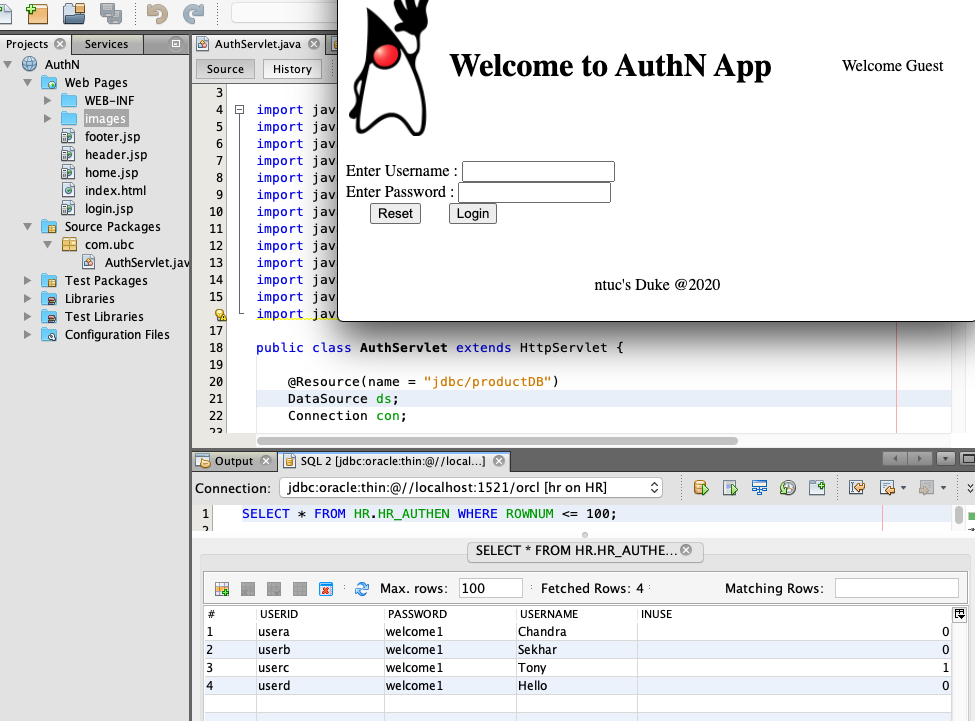 Projects
Services
AuthN
Web Pages
WEB-INF
images
footer.jsp
header.jsp
home.jsp
index.html
login.jsp
Source Packages
com.ubc
AuthServlet.jav
Test Packages
Libraries
Test Libraries
Configuration Files
AuthServlet.java
Source History
3
4 import jav
5 import jav
6 import jav
7 import jav
8 import jav
9 import jav
10 import jav
11 import jav
12 import jav
13 import jav
14 import jav
15 import jav
import jav
17
18 public class AuthServlet extends HttpServlet {
19
20 @Resource(name = "jdbc/productDB")
21 DataSource ds;
22 Connection con;
23
Welcome to AuthN App
Welcome Guest
Enter Username :
Enter Password :
Reset Login
ntuc's Duke @2020
Output SQL 2 [jdbc:oracle:thin:@//local...]
Connection: jdbc:oracle:thin:@//localhost:1521/orcl [hr on HR]
1 SELECT * FROM HR.HR_AUTHEN WHERE ROWNUM <= 100;
2
SELECT * FROM HR.HR_AUTHE...
Max. rows: 100 Fetched Rows: 4 Matching Rows:
# USERID PASSWORD USERNAME INUSE
1 usera welcome1 Chandra 0
2 userb welcome1 Sekhar 0
3 userc welcome1 Tony 1
4 userd welcome1 Hello 0